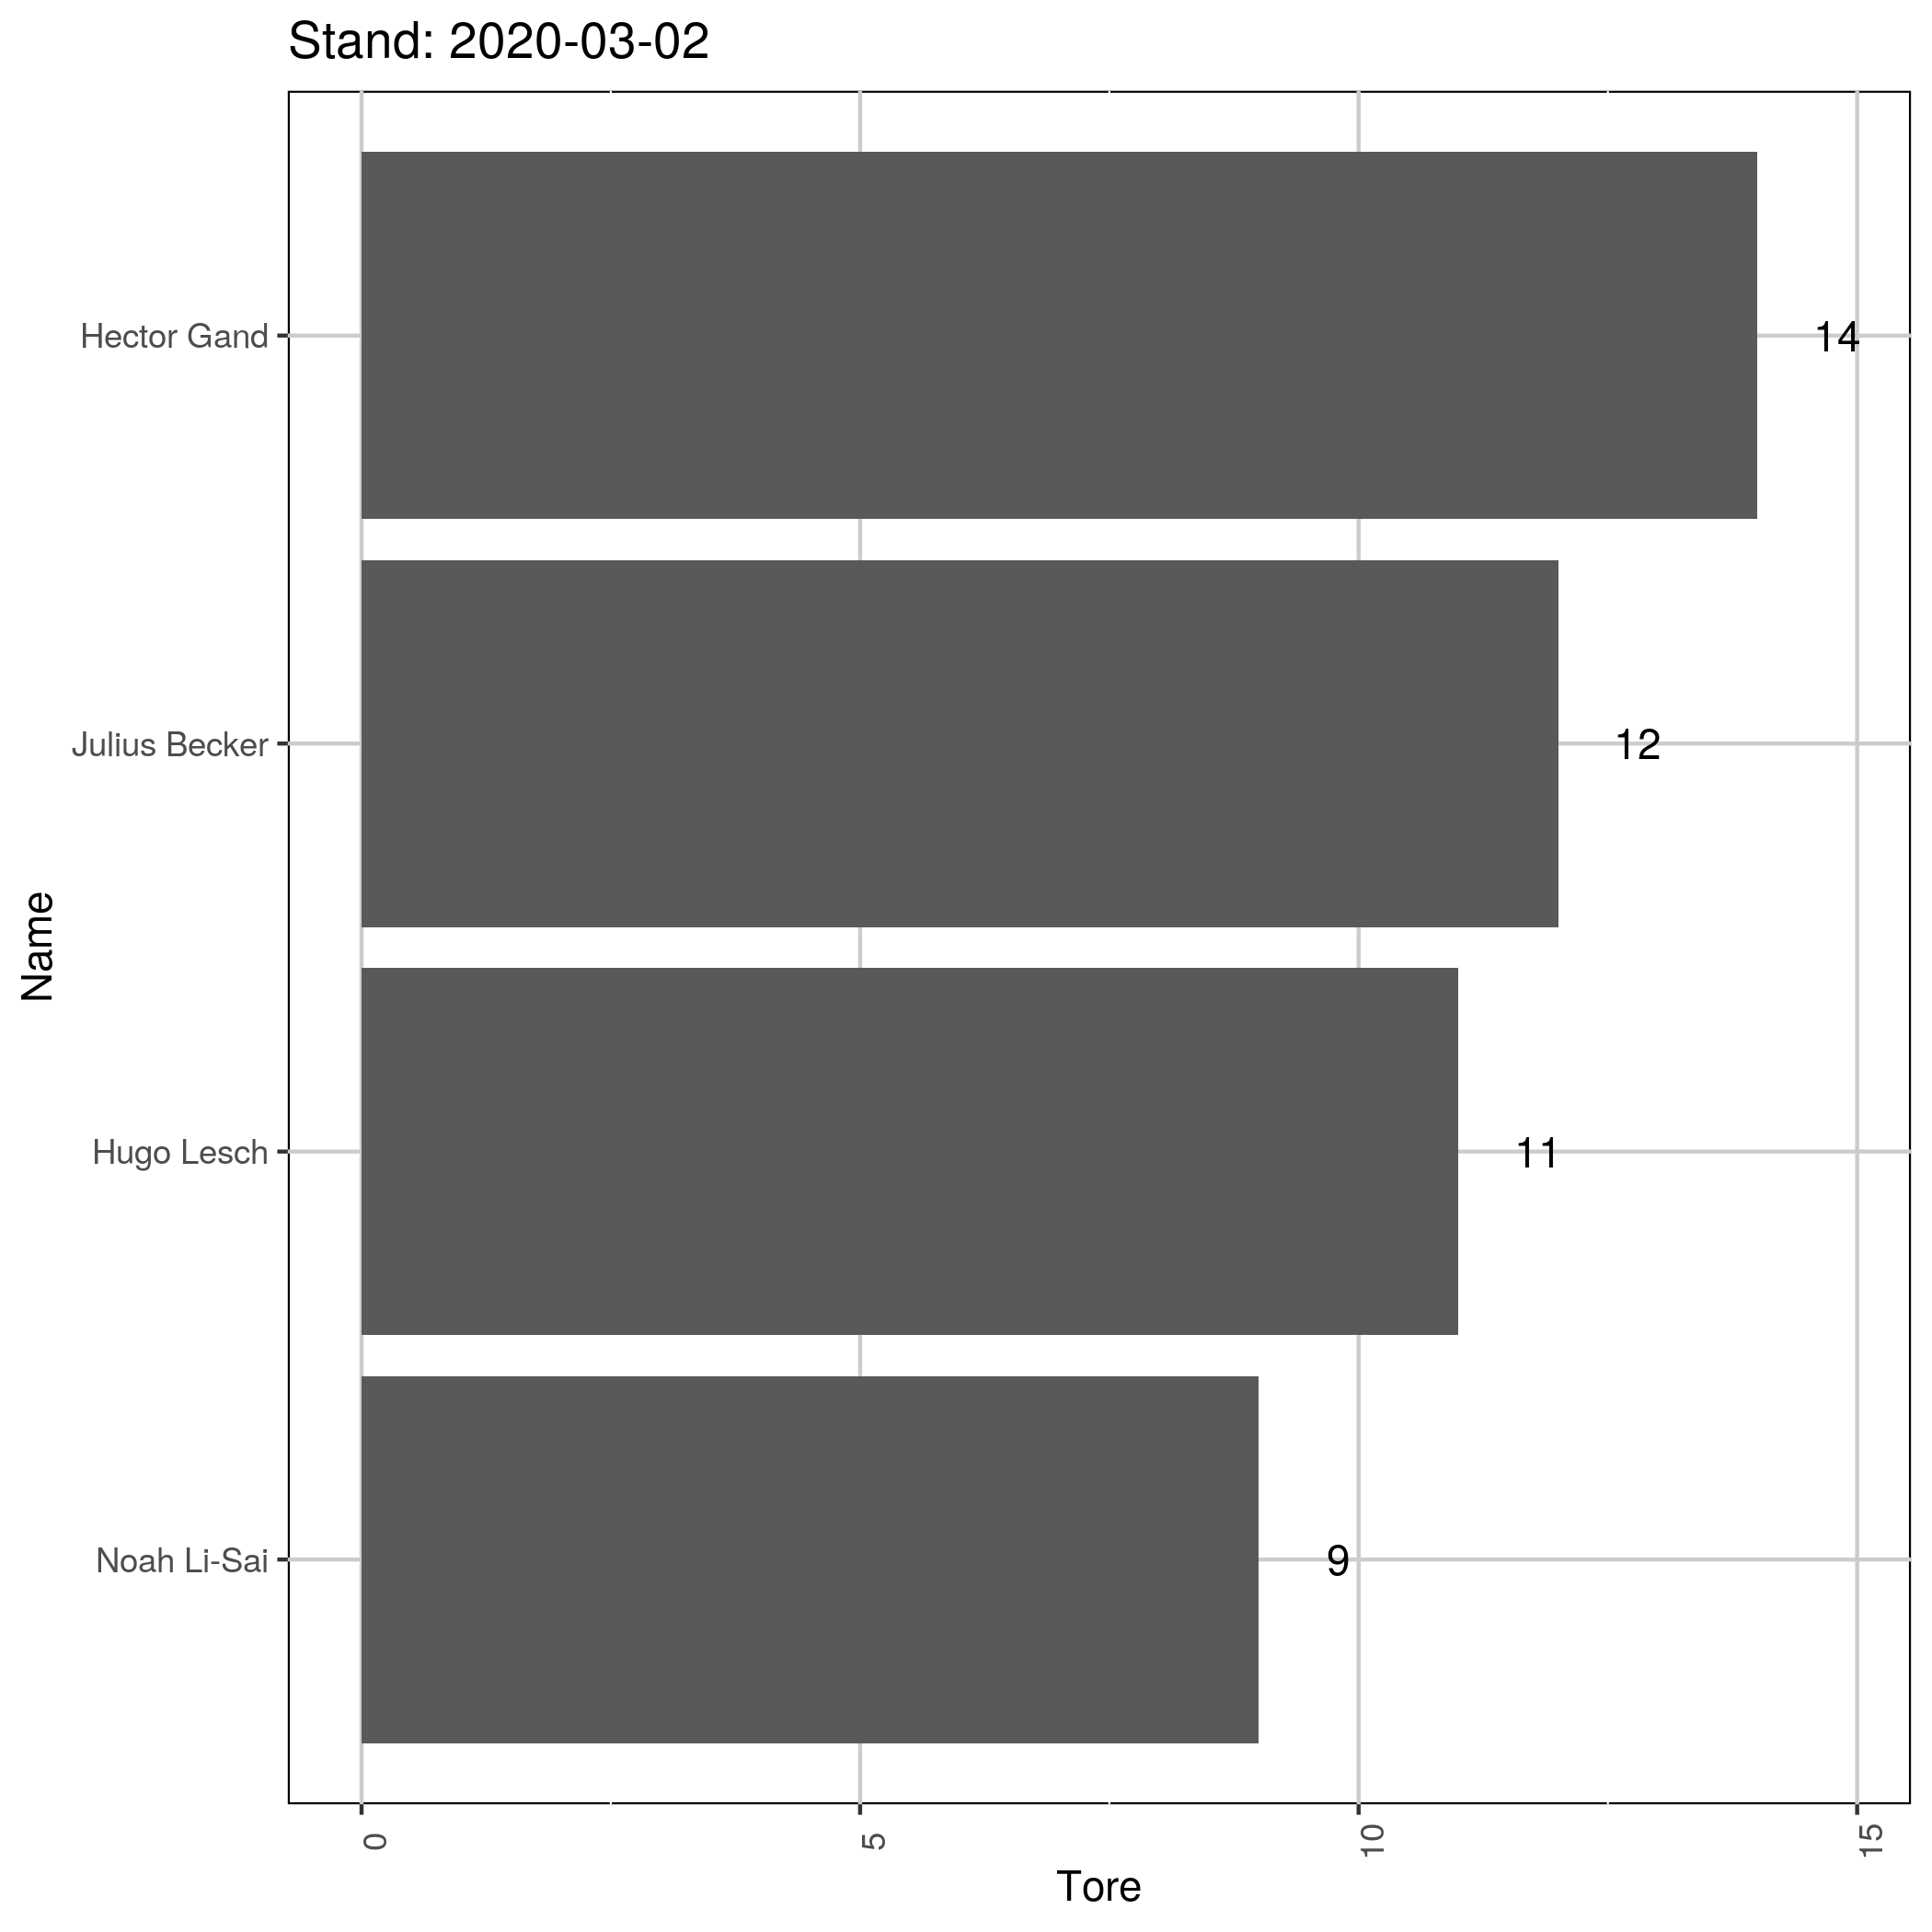 Stand: 2020-03-02
Hector Gand
14
Julius Becker
12
Name
Hugo Lesch
11
Noah Li-Sai
9
0
5
10
15
Tore